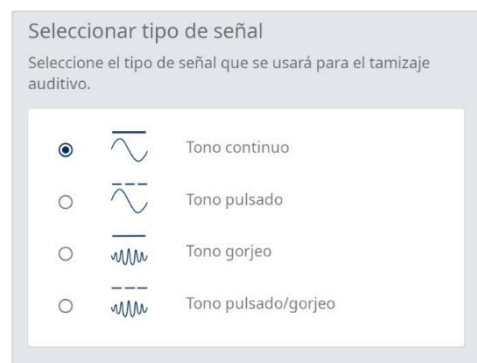 Seleccionar tipo de señal
Seleccione el tipo de señal que se usará para el tamizaje
auditivo.
Tono continuo
Tono pulsado
Tono gorjeo
Tono pulsado/gorjeo